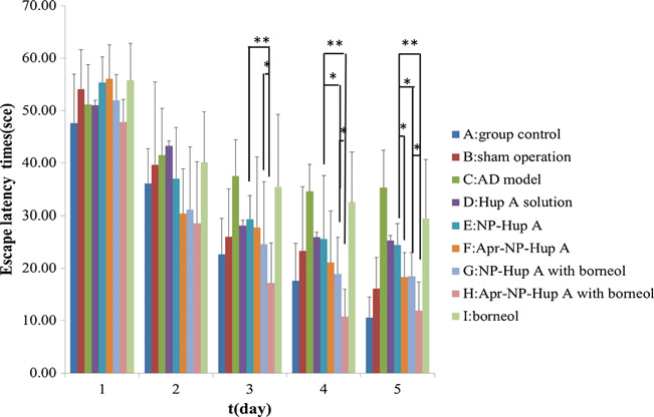 Escape latency times(sce)
70.00
60.00
50.00
40.00
30.00
20.00
10.00
0.00
** ** **
* * * * * *
1 2 3 4 5
t(day)
A:group control
B:sham operation
C:AD model
D:Hup A solution
E:NP-Hup A
F:Apr-NP-Hup A
G:NP-Hup A with borneol
H:Apr-NP-Hup A with borneol
I:borneol